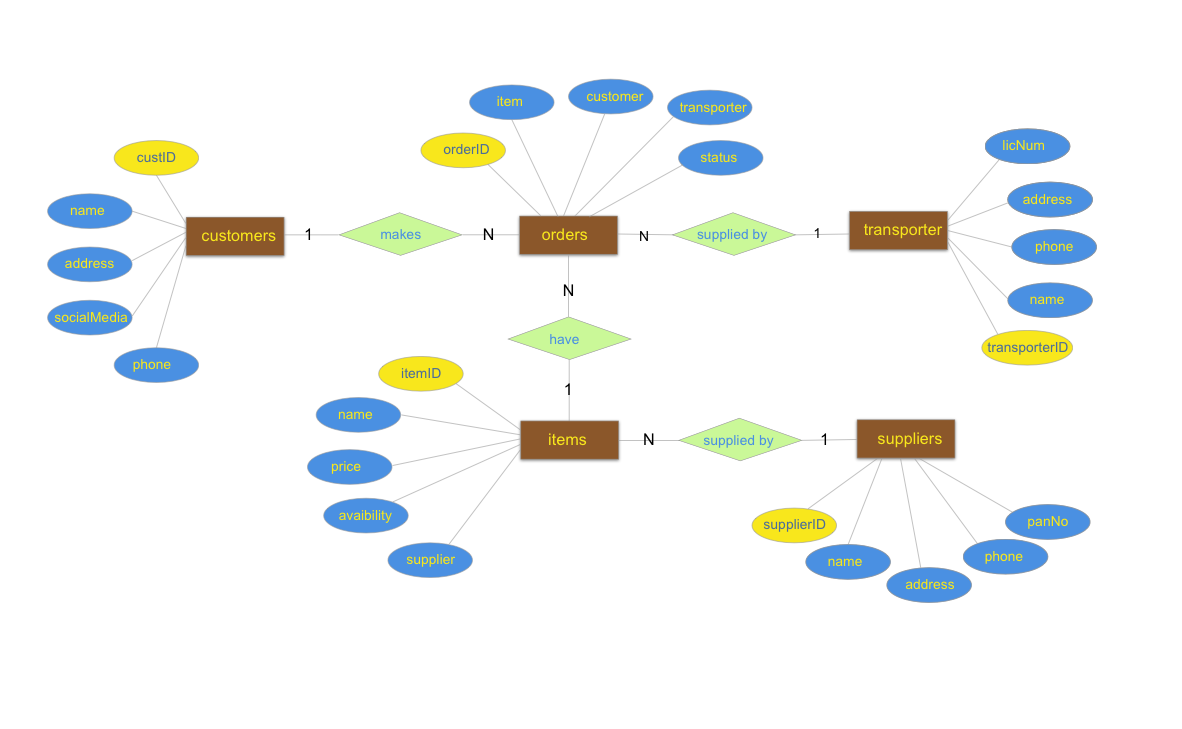 item
customer
transporter
orderID
status
custID
licNum
name
address
customers
1
makes
N
orders
N
supplied by
1
transporter
address
phone
socialMedia
N
name
phone
have
transporterID
itemID
1
name
items
N
supplied by
1
suppliers
price
avaibility
supplierID
panNo
supplier
name
phone
address